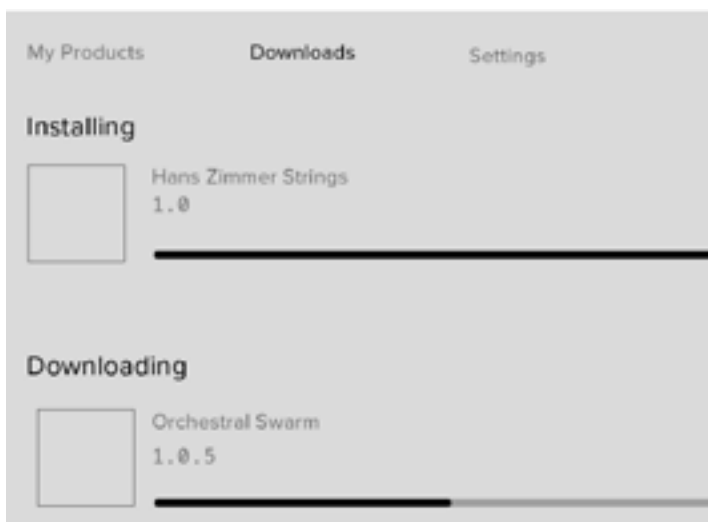 My Products Downloads Settings
Installing
Hans Zimmer Strings
1.0
Downloading
Orchestral Swarm
1.0.5